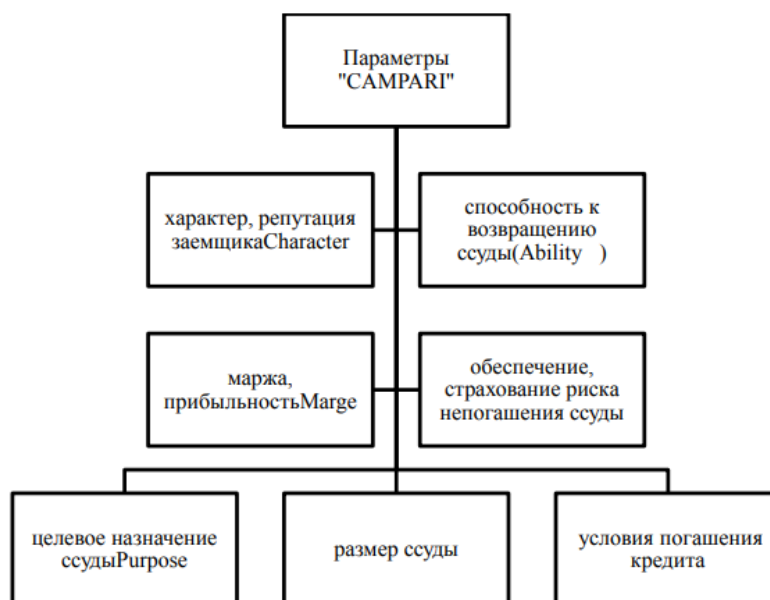 Параметры
"CAMPARI"
характер, репутация
заемщикаCharacter
способность к
возвращению
ссуды(Ability )
маржа,
прибыльностьMarge
обеспечение,
страхование риска
непогашения ссуды
целевое назначение
ссудыPurpose
размер ссуды
условия погашения
кредита